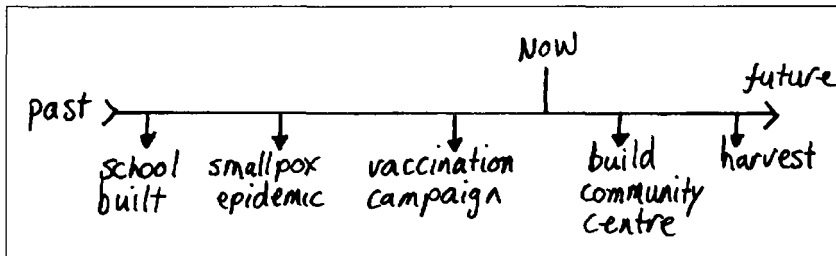 NOW
past
future
school
built
smallpox
epidemic
vaccination
campaign
build
community
centre
harvest